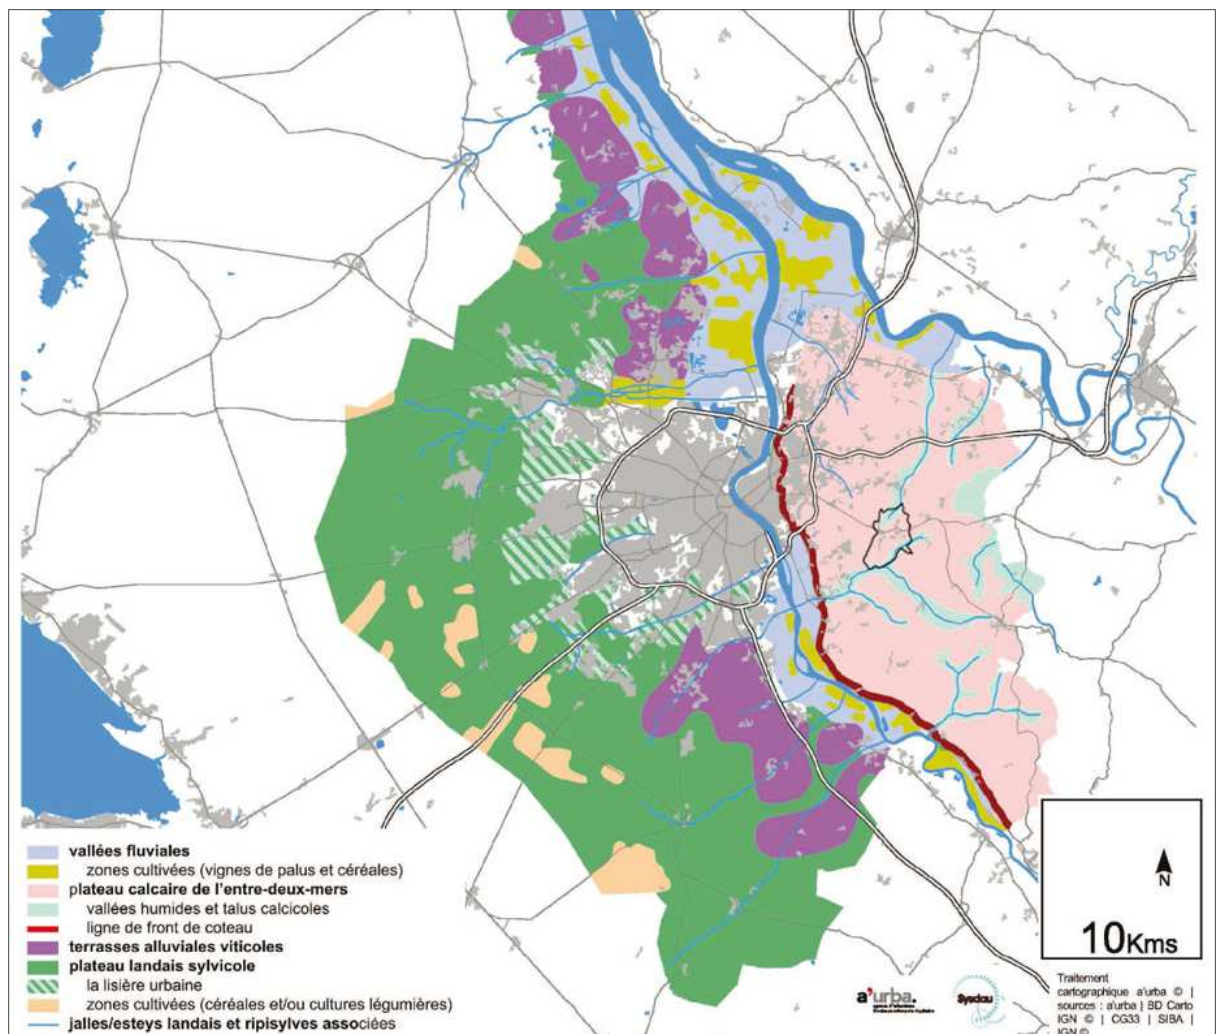 vallées fluviales
zones cultivées (vignes de palus et céréales)
plateau calcaire de l'entre-deux-mers
vallées humides et talus calcicoles
ligne de front de coteau
terrasses alluviales viticoles
plateau landais sylvicole
la lisière urbaine
zones cultivées (céréales et/ou cultures légumières)
jalles/esteys landais et ripisylves associées
N
10Kms
a'urba.
Sysdau
Traitement
cartographique a'urba © |
sources : a'urba | BD Carto
IGN © | CG33 | SIBA |
IGN ©